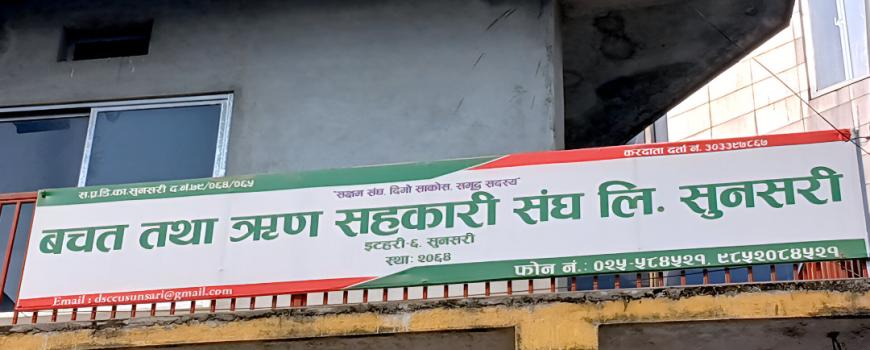 स.प्र.डि.का.सुनसरी द.नं.७९/०६४/०६५
करदाता दर्ता नं. ३०३३९७८६७
"सक्षम संघ, दिगो साकोस, समृद्ध सदस्य"
बचत तथा ऋण सहकारी संघ लि. सुनसरी
इटहरी-६, सुनसरी
स्था: २०६४
फोन नं.: ०२५-५८४५२१, ९८५२०८४५२१
Email : dsccusunsari@gmail.com